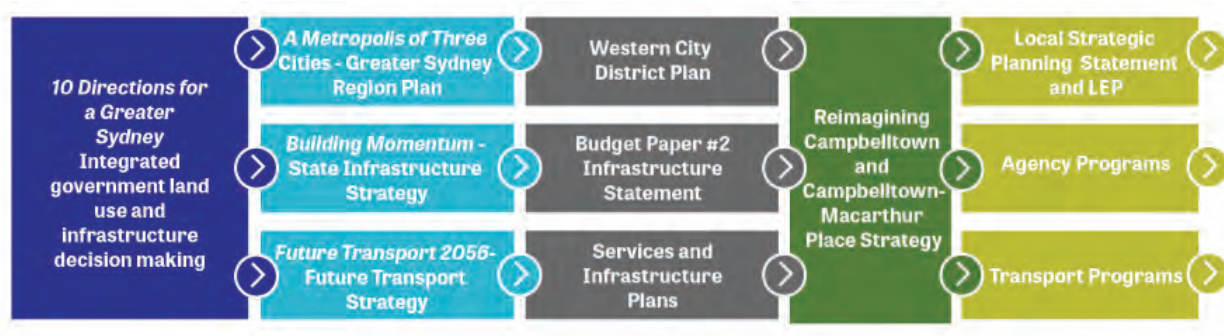 10 Directions for
a Greater
Sydney
Integrated
government land
use and
infrastructure
decision making
A Metropolis of Three
Cities - Greater Sydney
Region Plan
Building Momentum -
State Infrastructure
Strategy
Future Transport 2056-
Future Transport
Strategy
Western City
District Plan
Budget Paper #2
Infrastructure
Statement
Services and
Infrastructure
Plans
Reimagining
Campbelltown
and
Campbelltown-
Macarthur
Place Strategy
Local Strategic
Planning Statement
and LEP
Agency Programs
Transport Programs